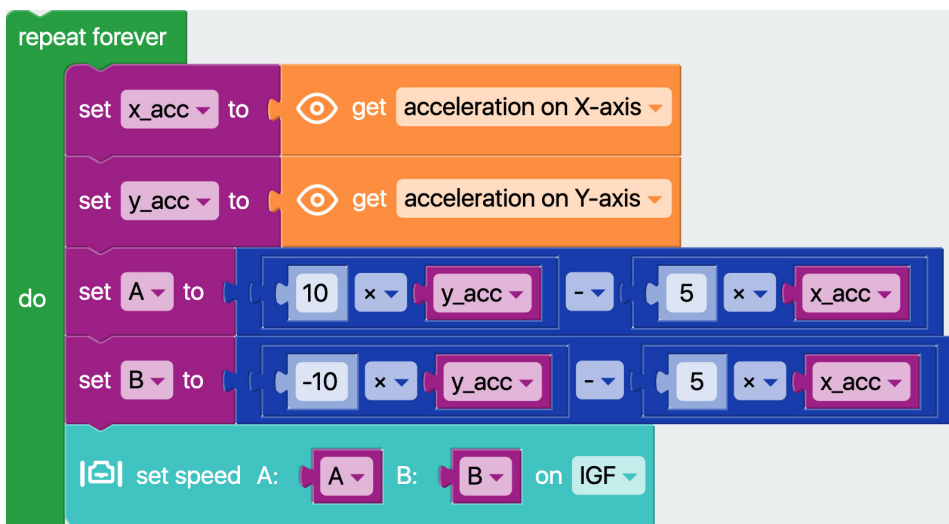 repeat forever
set x_acc to get acceleration on X-axis
set y_acc to get acceleration on Y-axis
do set A to 10 × y_acc - 5 × x_acc
set B to -10 × y_acc - 5 × x_acc
set speed A: A B: B on IGF